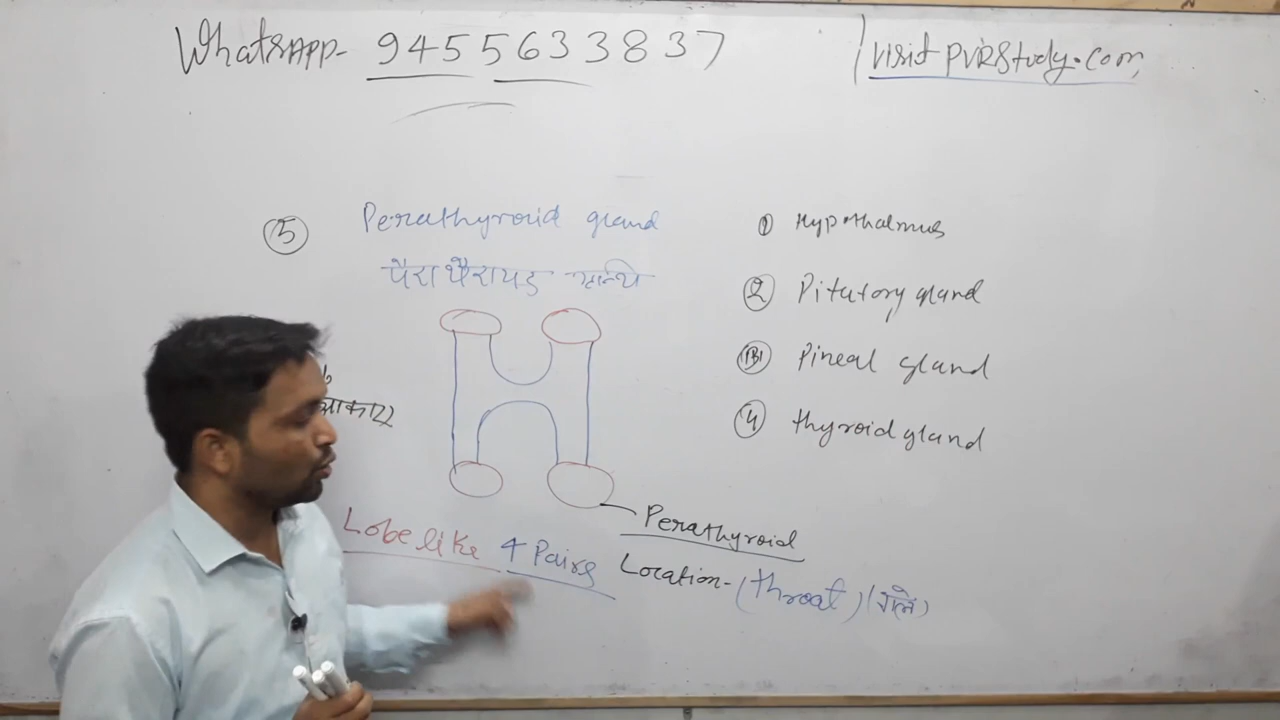 WhatsAPP- 9455633837
visit PVRStudy.com
5 Perathyroid gland
पैराथैरायड ग्रन्थि
1 Hypothalmus
2 Pitutory gland
Pineal gland
4 thyroid gland
आकार
Perathyroid
Lobe like 4 Pairs
Location- (throat) (गले)